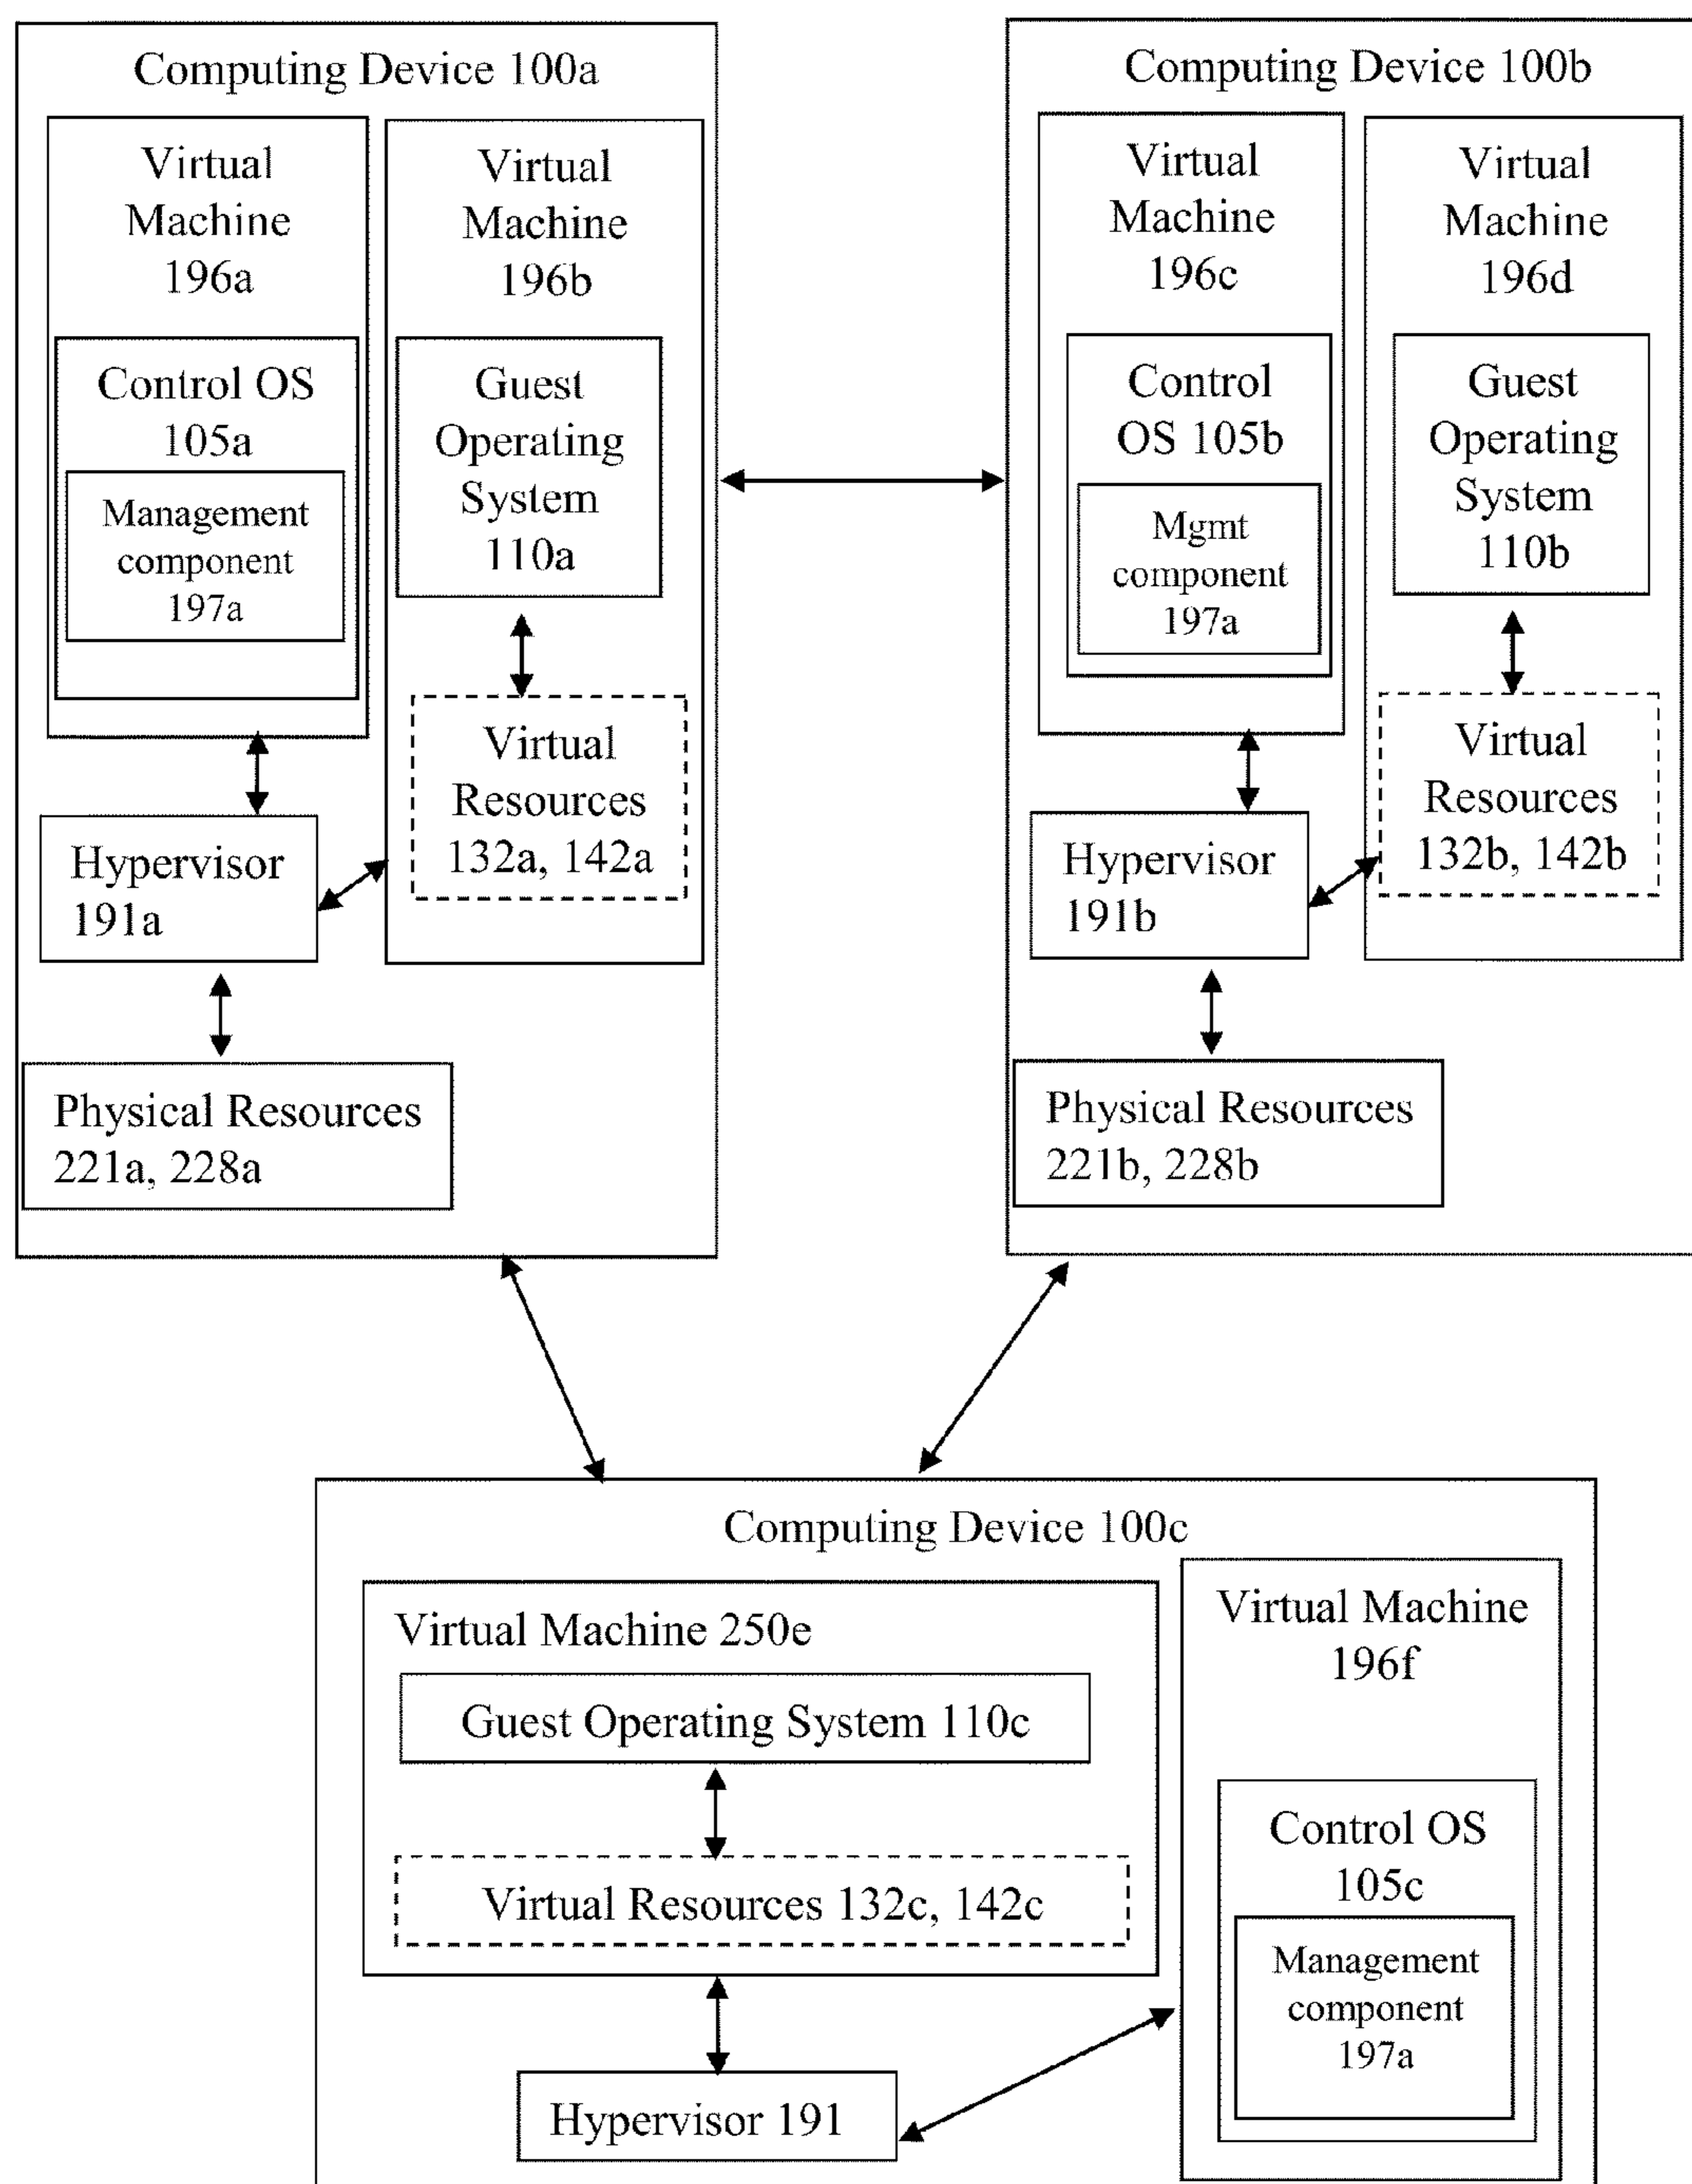 Computing Device 100a
Virtual
Machine
196a
Control OS
105a
Management
component
197a
Virtual
Machine
196b
Guest
Operating
System
110a
Virtual
Resources
132a, 142a
Hypervisor
191a
Physical Resources
221a, 228a
Computing Device 100b
Virtual
Machine
196c
Control
OS 105b
Mgmt
component
197a
Virtual
Machine
196d
Guest
Operating
System
110b
Virtual
Resources
132b, 142b
Hypervisor
191b
Physical Resources
221b, 228b
Computing Device 100c
Virtual Machine 250e
Guest Operating System 110c
Virtual Resources 132c, 142c
Hypervisor 191
Virtual Machine
196f
Control OS
105c
Management
component
197a